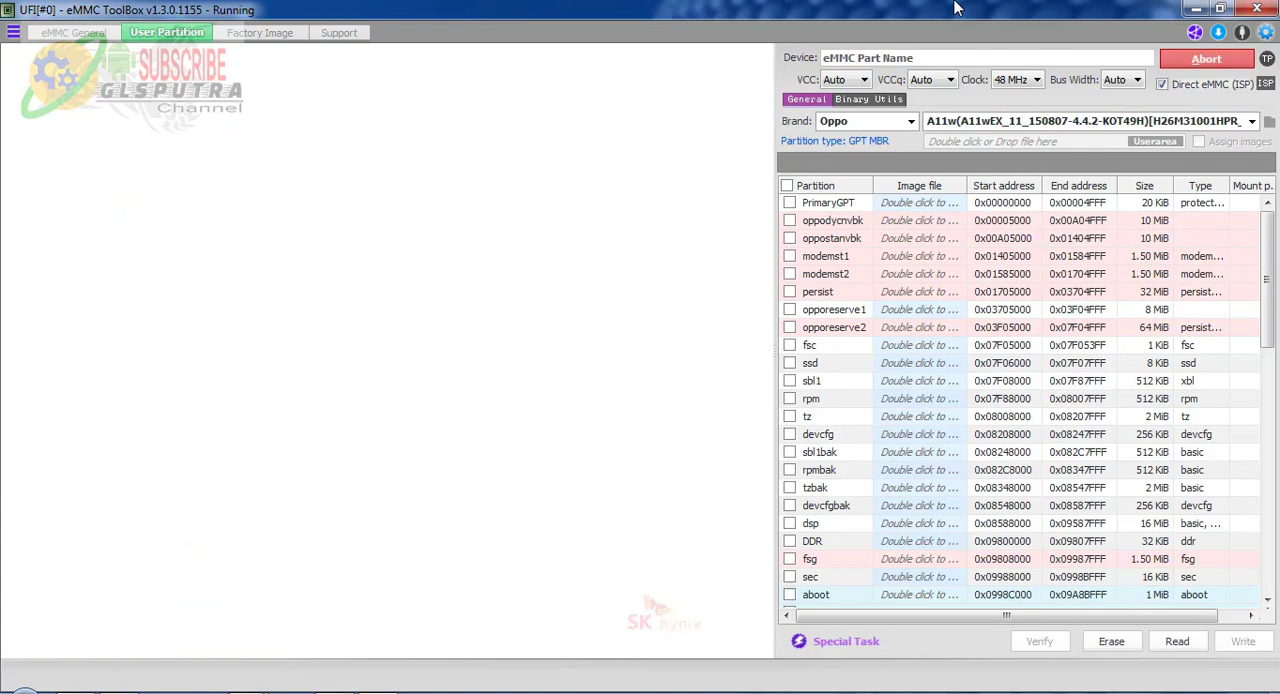 UFI[#0] - eMMC ToolBox v1.3.0.1155 - Running
eMMC General User Partition Factory Image Support
SUBSCRIBE
GLSPUTRA
Channel
Device: eMMC Part Name Abort TP
VCC: Auto VCCq: Auto Clock: 48 MHz Bus Width: Auto Direct eMMC (ISP) ISP
General Binary Utils
Brand: Oppo A11w(A11wEX_11_150807-4.4.2-KOT49H)[H26M31001HPR_
Partition type: GPT MBR Double click or Drop file here Userarea Assign images
Partition Image file Start address End address Size Type Mount p.
PrimaryGPT Double click to ... 0x00000000 0x00004FFF 20 KiB protect...
oppodycnvbk Double click to ... 0x00005000 0x00A04FFF 10 MiB
oppostanvbk Double click to ... 0x00A05000 0x01404FFF 10 MiB
modemst1 Double click to ... 0x01405000 0x01584FFF 1.50 MiB modem...
modemst2 Double click to ... 0x01585000 0x01704FFF 1.50 MiB modem...
persist Double click to ... 0x01705000 0x03704FFF 32 MiB persist...
opporeserve1 Double click to ... 0x03705000 0x03F04FFF 8 MiB
opporeserve2 Double click to ... 0x03F05000 0x07F04FFF 64 MiB persist...
fsc Double click to ... 0x07F05000 0x07F053FF 1 KiB fsc
ssd Double click to ... 0x07F06000 0x07F07FFF 8 KiB ssd
sbl1 Double click to ... 0x07F08000 0x07F87FFF 512 KiB xbl
rpm Double click to ... 0x07F88000 0x08007FFF 512 KiB rpm
tz Double click to ... 0x08008000 0x08207FFF 2 MiB tz
devcfg Double click to ... 0x08208000 0x08247FFF 256 KiB devcfg
sbl1bak Double click to ... 0x08248000 0x082C7FFF 512 KiB basic
rpmbak Double click to ... 0x082C8000 0x08347FFF 512 KiB basic
tzbak Double click to ... 0x08348000 0x08547FFF 2 MiB basic
devcfgbak Double click to ... 0x08548000 0x08587FFF 256 KiB devcfg
dsp Double click to ... 0x08588000 0x09587FFF 16 MiB basic, ...
DDR Double click to ... 0x09800000 0x09807FFF 32 KiB ddr
fsg Double click to ... 0x09808000 0x09987FFF 1.50 MiB fsg
sec Double click to ... 0x09988000 0x0998BFFF 16 KiB sec
aboot Double click to ... 0x0998C000 0x09A8BFFF 1 MiB aboot
SK hynix
Special Task Verify Erase Read Write